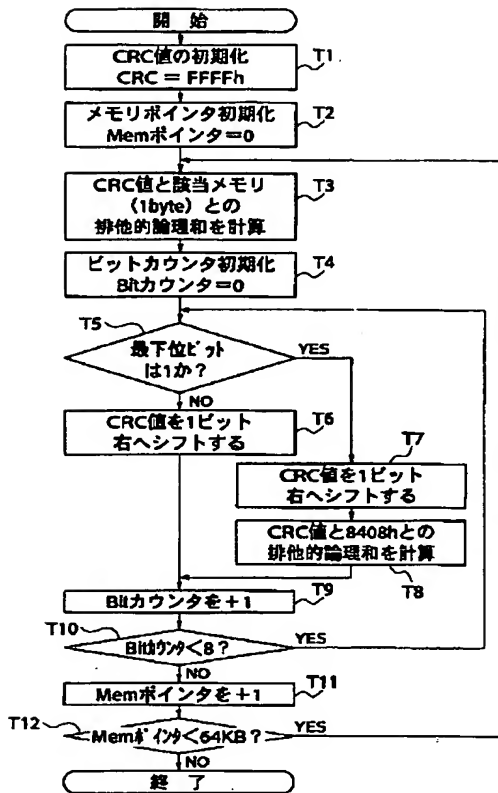 開 始
CRC値の初期化
CRC = FFFFh
T1
メモリポインタ初期化
Memポインタ=0
T2
CRC値と該当メモリ
(1byte)との
排他的論理和を計算
T3
ビットカウンタ初期化
Bitカウンタ=0
T4
T5
最下位ビット
は1か?
YES
NO
CRC値を1ビット
右へシフトする
T6
T7
CRC値を1ビット
右へシフトする
CRC値と8408hとの
排他的論理和を計算
T8
Bitカウンタを+1
T9
T10
Bitカウンタ<8?
YES
NO
Memポインタを+1
T11
T12
Memポインタ<64KB?
YES
NO
終 了